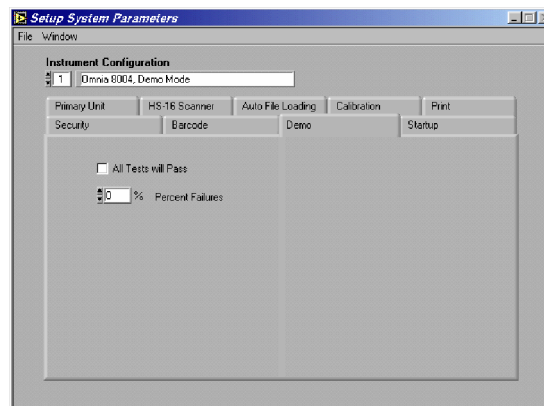 Setup System Parameters
File Window
Instrument Configuration
1 Omnia 8004, Demo Mode
Primary Unit HS-16 Scanner Auto File Loading Calibration Print
Security Barcode Demo Startup
All Tests will Pass
0 % Percent Failures